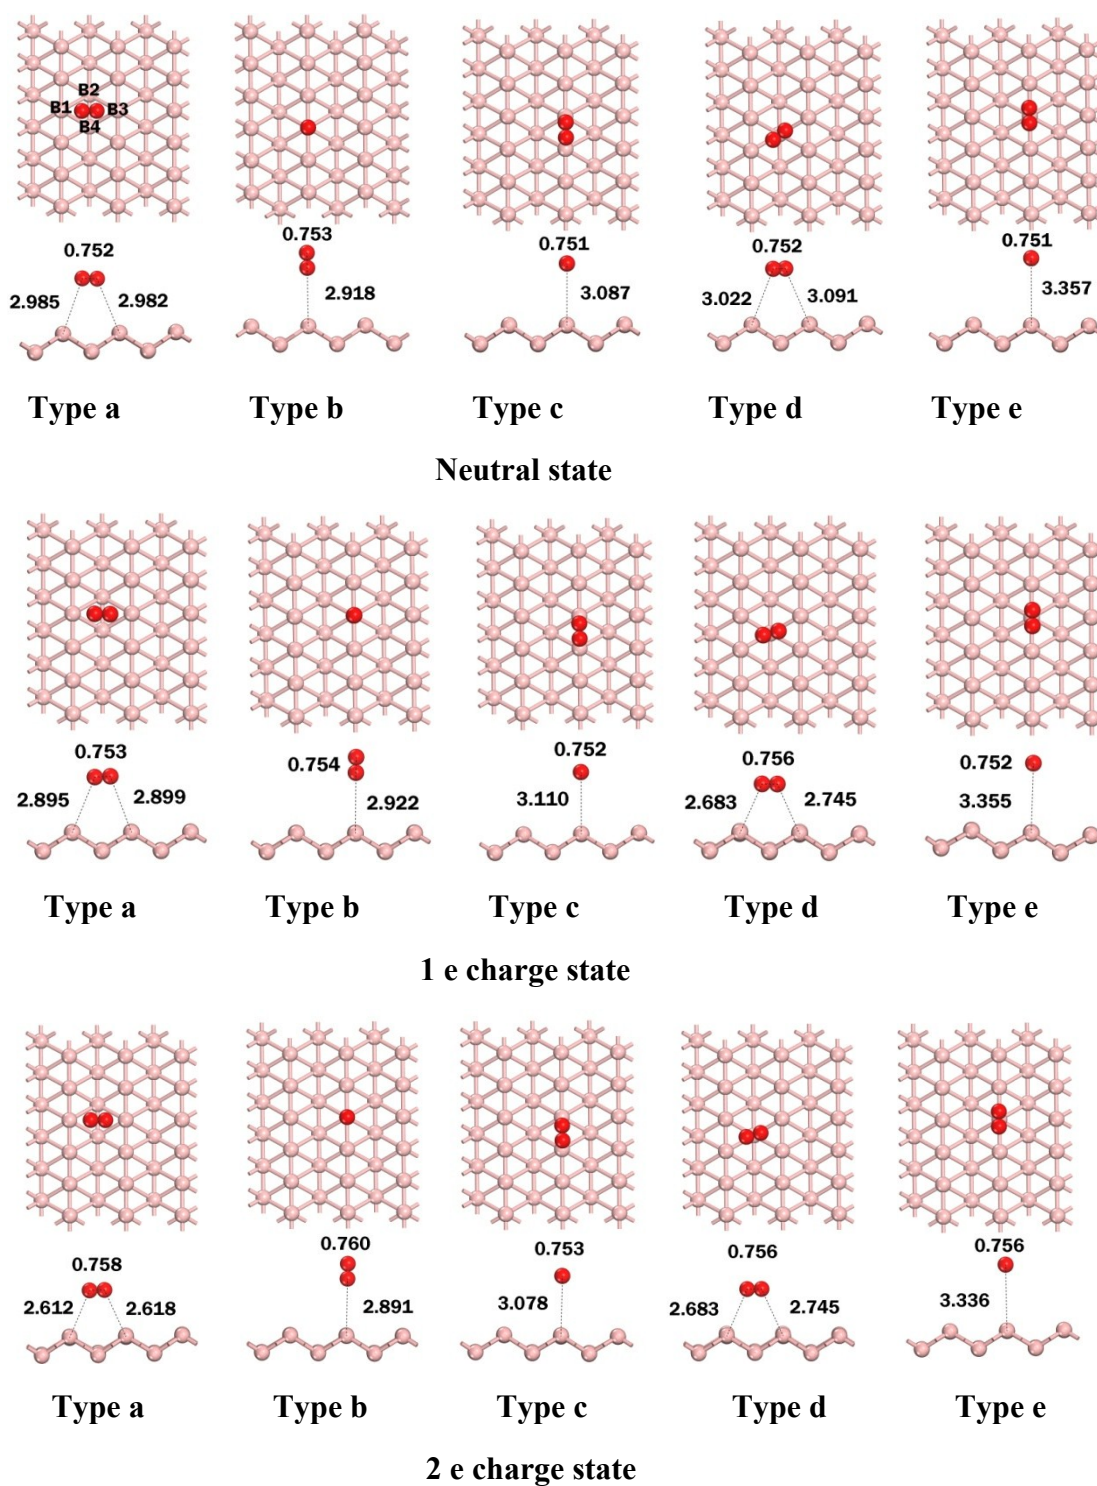 B2
B1 B3
B4
0.752 0.753 0.751 0.752 0.751
2.985 2.982 2.918 3.087 3.022 3.091 3.357
Type a Type b Type c Type d Type e
Neutral state
0.753 0.754 0.752 0.756 0.752
2.895 2.899 2.922 3.110 2.683 2.745 3.355
Type a Type b Type c Type d Type e
1 e charge state
0.758 0.760 0.753 0.756 0.756
2.612 2.618 2.891 3.078 2.683 2.745 3.336
Type a Type b Type c Type d Type e
2 e charge state